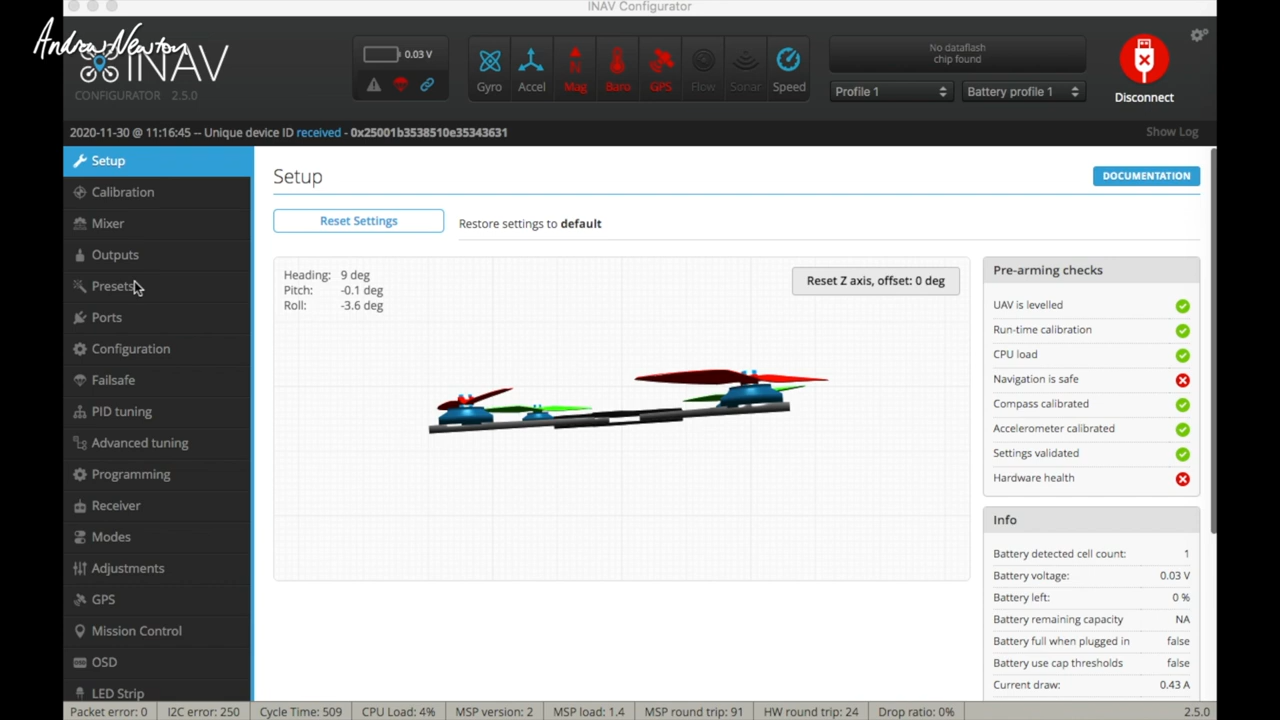 INAV Configurator
Andrew Newton
INAV
CONFIGURATOR 2.5.0
0.03 V
Gyro
Accel
Mag
Baro
GPS
Flow
Sonar
Speed
No dataflash
chip found
Profile 1
Battery profile 1
Disconnect
2020-11-30 @ 11:16:45 -- Unique device ID received - 0x25001b3538510e35343631
Show Log
Setup
Calibration
Mixer
Outputs
Presets
Ports
Configuration
Failsafe
PID tuning
Advanced tuning
Programming
Receiver
Modes
Adjustments
GPS
Mission Control
OSD
LED Strip
Setup
DOCUMENTATION
Reset Settings
Restore settings to default
Heading: 9 deg
Pitch: -0.1 deg
Roll: -3.6 deg
Reset Z axis, offset: 0 deg
Pre-arming checks
UAV is levelled
Run-time calibration
CPU load
Navigation is safe
Compass calibrated
Accelerometer calibrated
Settings validated
Hardware health
Info
Battery detected cell count: 1
Battery voltage: 0.03 V
Battery left: 0 %
Battery remaining capacity NA
Battery full when plugged in false
Battery use cap thresholds false
Current draw: 0.43 A
Packet error: 0
I2C error: 250
Cycle Time: 509
CPU Load: 4%
MSP version: 2
MSP load: 1.4
MSP round trip: 91
HW round trip: 24
Drop ratio: 0%
2.5.0